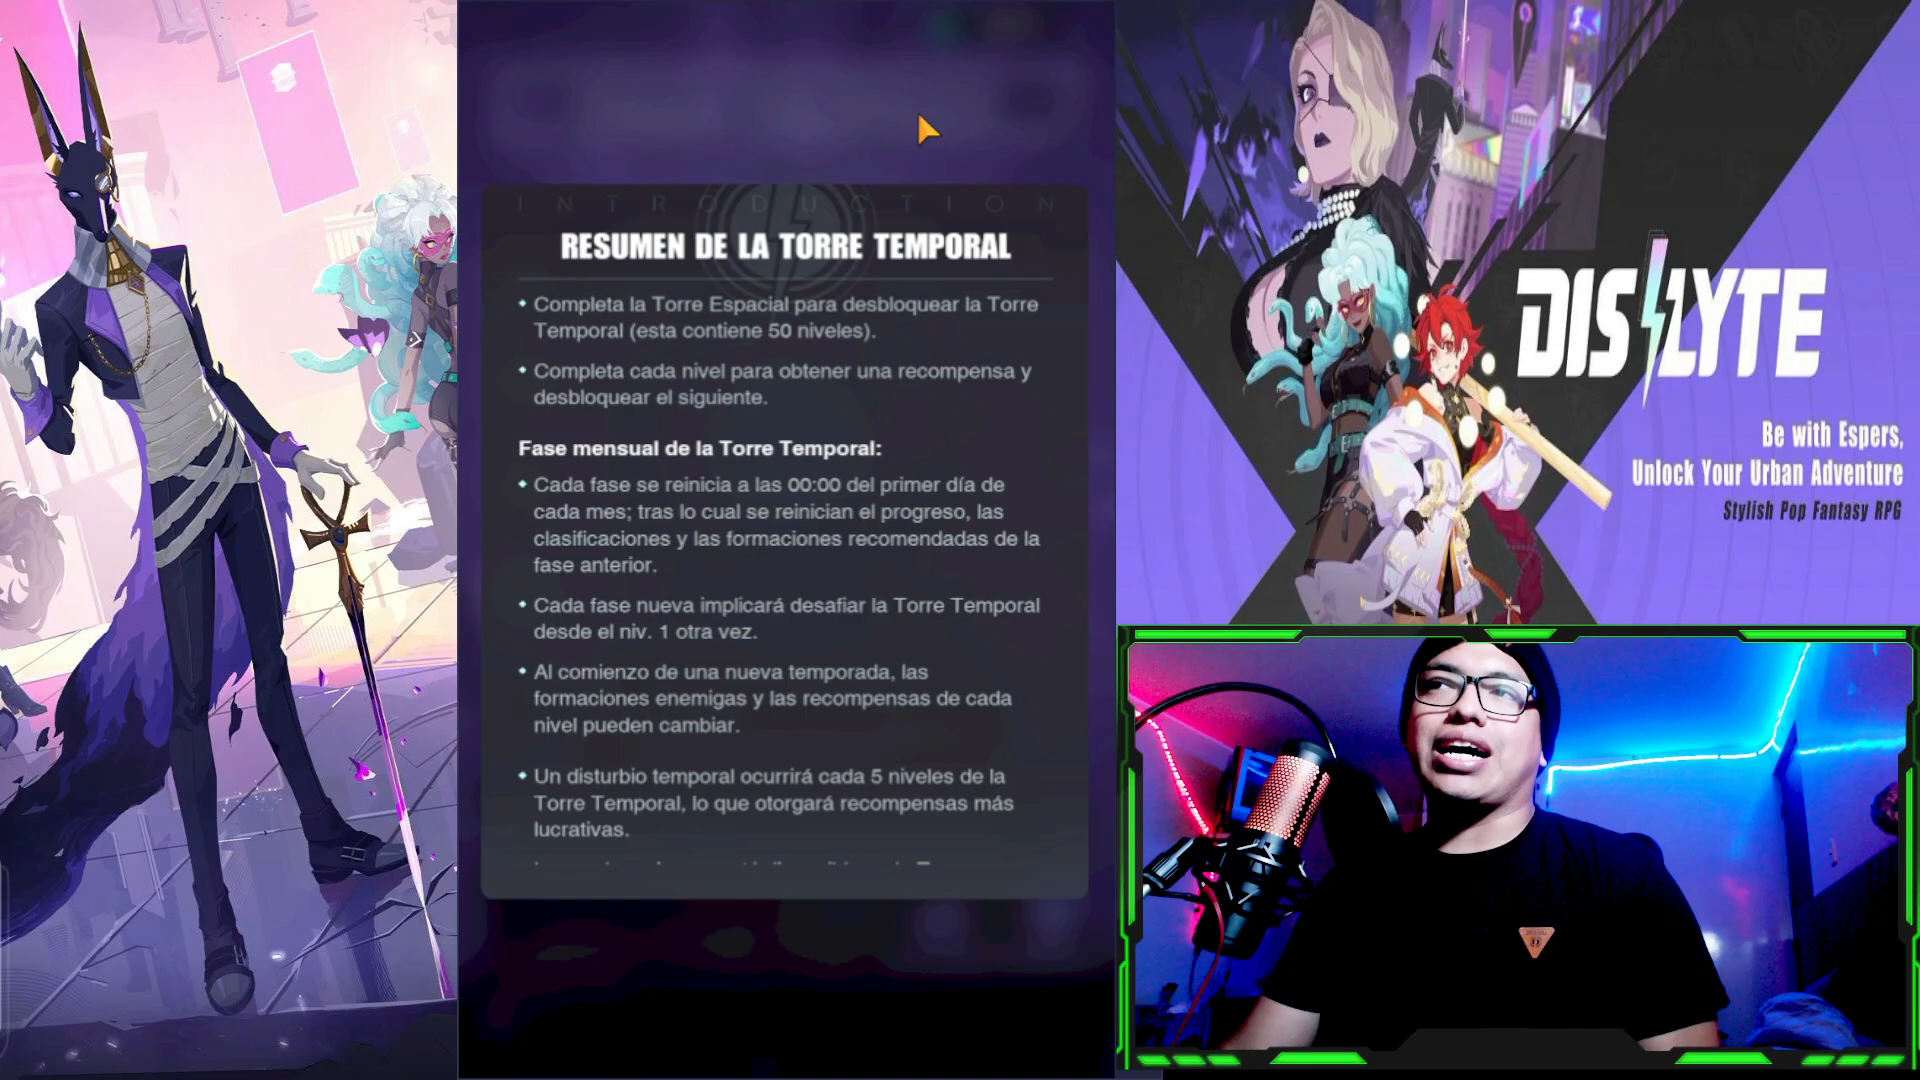 INTRODUCTION
RESUMEN DE LA TORRE TEMPORAL
• Completa la Torre Espacial para desbloquear la Torre
Temporal (esta contiene 50 niveles).
• Completa cada nivel para obtener una recompensa y
desbloquear el siguiente.
Fase mensual de la Torre Temporal:
• Cada fase se reinicia a las 00:00 del primer día de
cada mes; tras lo cual se reinician el progreso, las
clasificaciones y las formaciones recomendadas de la
fase anterior.
• Cada fase nueva implicará desafiar la Torre Temporal
desde el niv. 1 otra vez.
• Al comienzo de una nueva temporada, las
formaciones enemigas y las recompensas de cada
nivel pueden cambiar.
• Un disturbio temporal ocurrirá cada 5 niveles de la
Torre Temporal, lo que otorgará recompensas más
lucrativas.
DISLYTE
Be with Espers,
Unlock Your Urban Adventure
Stylish Pop Fantasy RPG